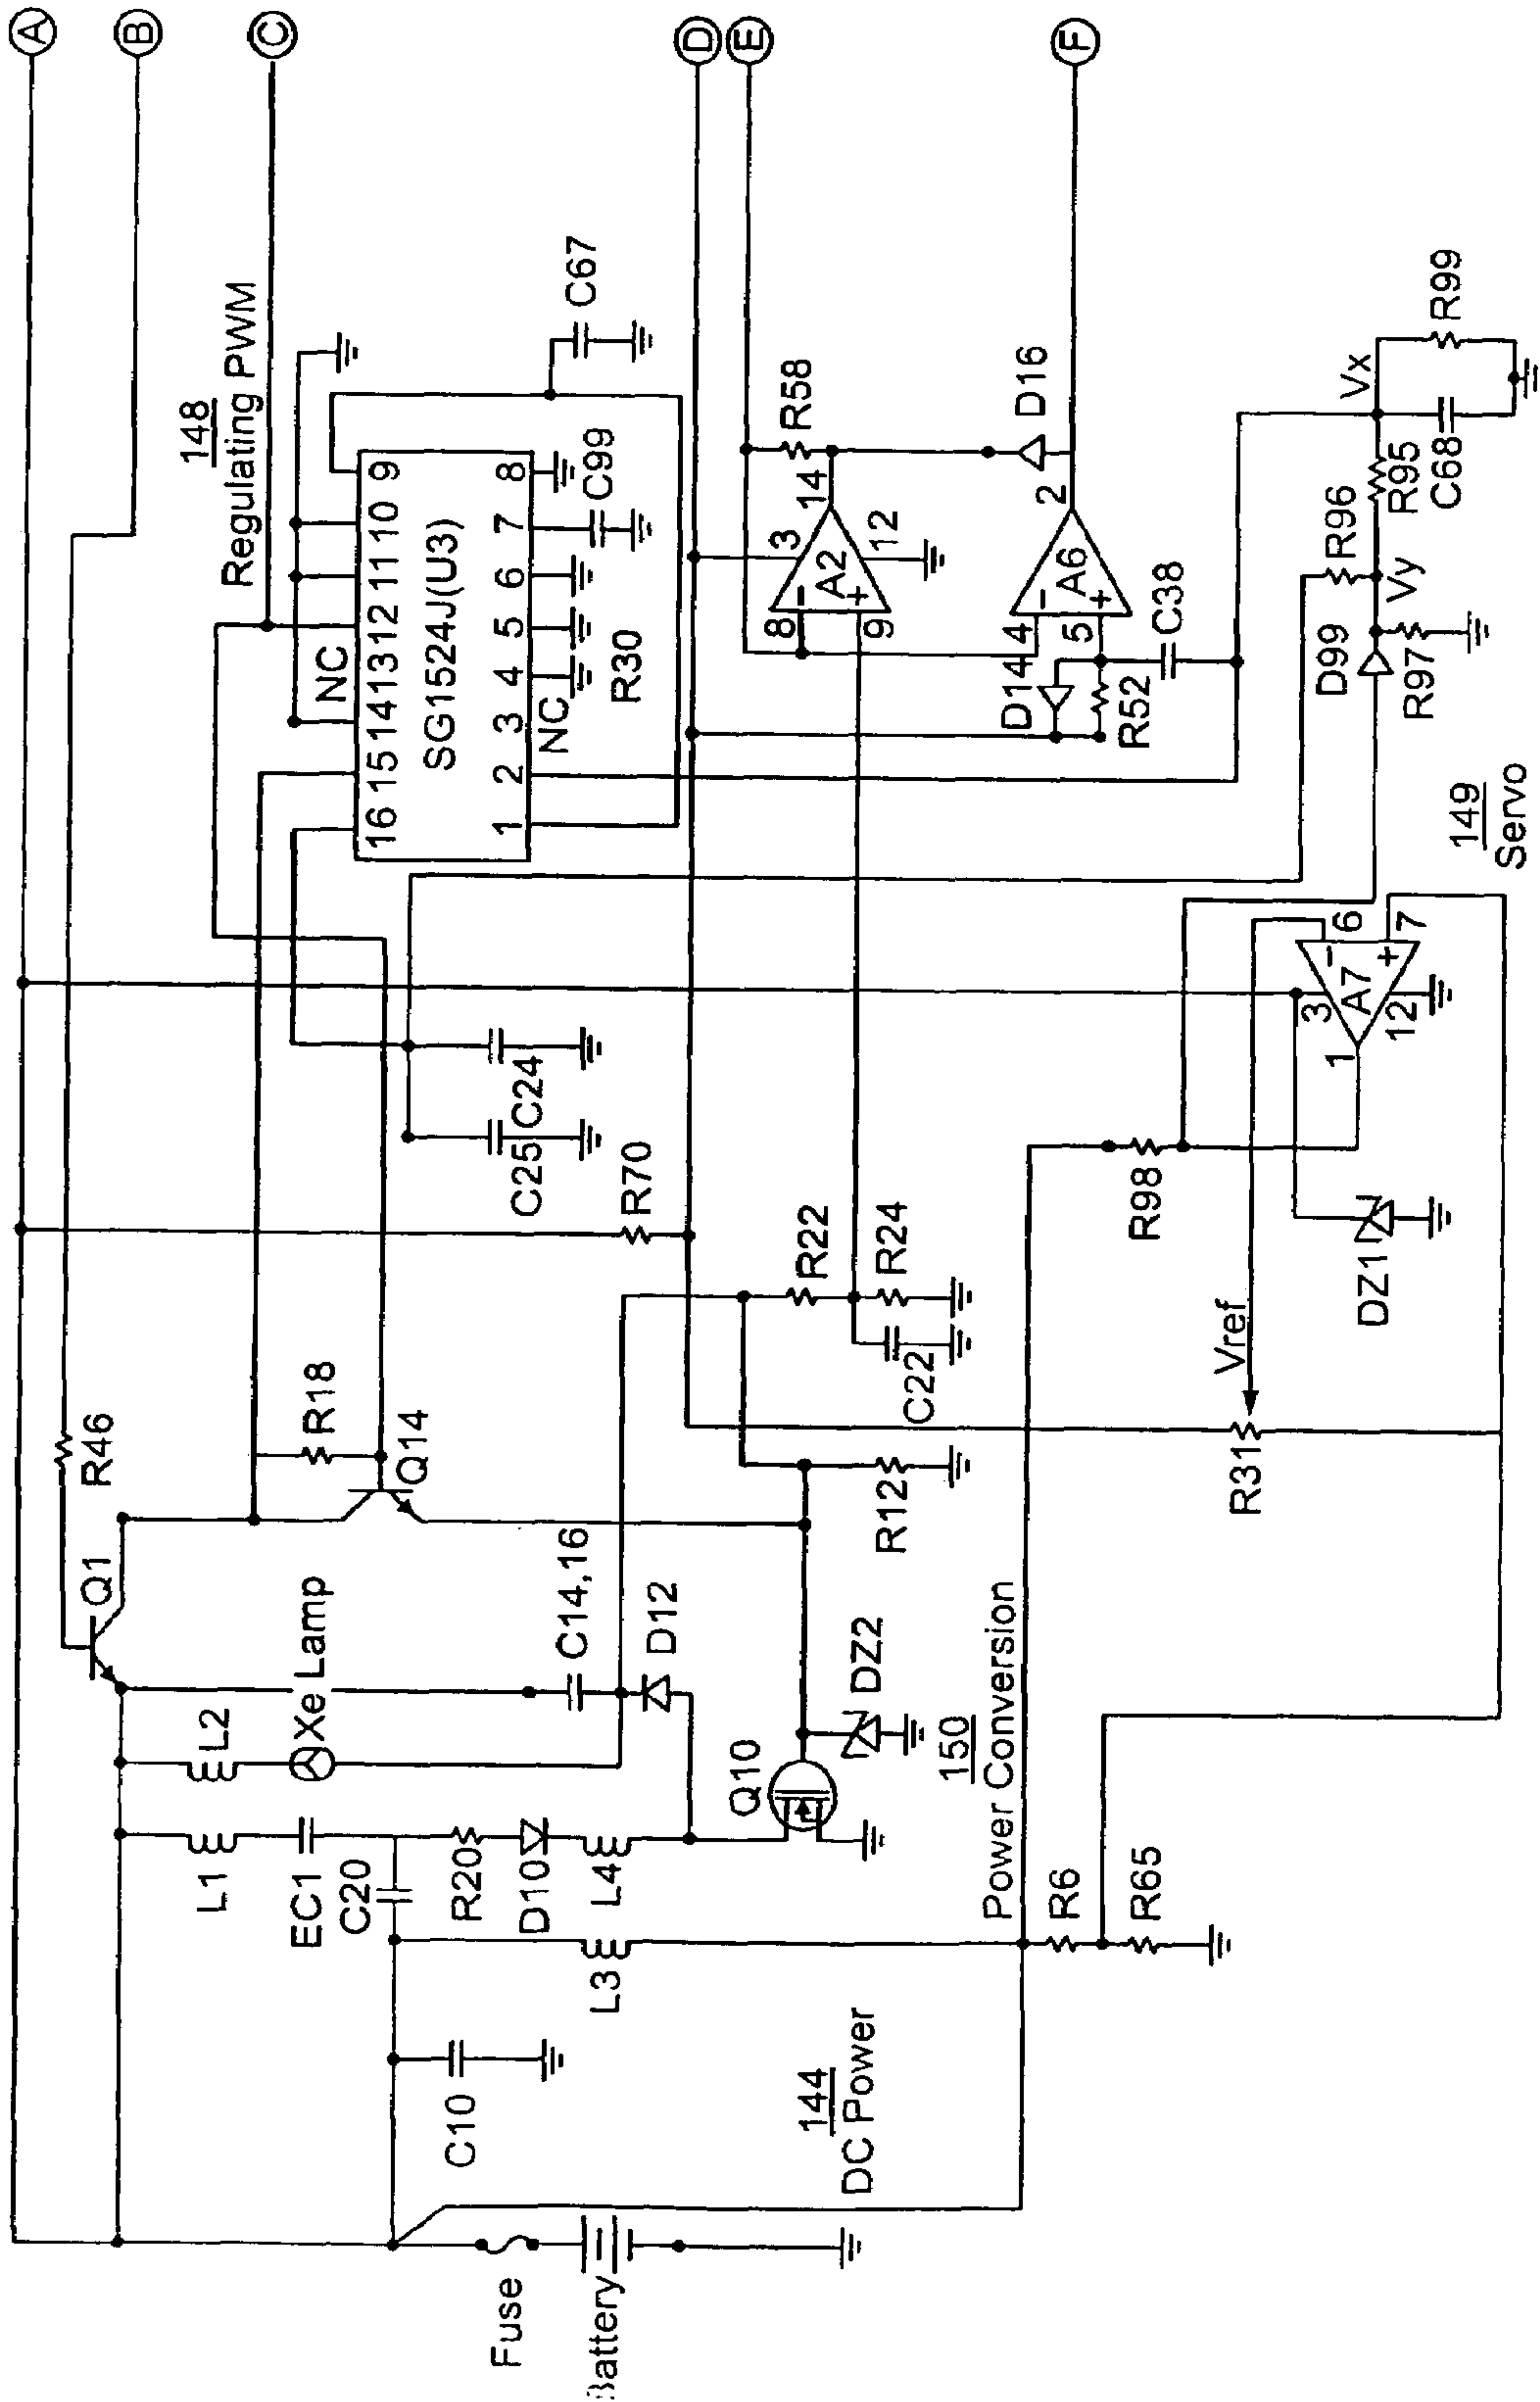 A
B
C
D
E
F
148
Regulating PWM
R46
Q1
R18
Q14
L2
Xe Lamp
C14,16
D12
L1
EC1
C20
R20
D10
L4
L3
C10
Fuse
Battery
144
DC Power
150
Power Conversion
Q10
DZ2
R12
R22
R24
C22
R70
C25
C24
16 15 14 13 12 11 10 9
NC
SG1524J(U3)
1 2 3 4 5 6 7 8
NC
R30
C99
C67
R58
3
14
8
A2
9
12
D16
2
4
A6
5
D14
R52
C38
R96
Vx
R99
R95
C68
Vy
D99
R97
149
Servo
6
7
A7
3
12
1
R98
DZ1
Vref
R31
R6
R65
−
+
−
+
−
+